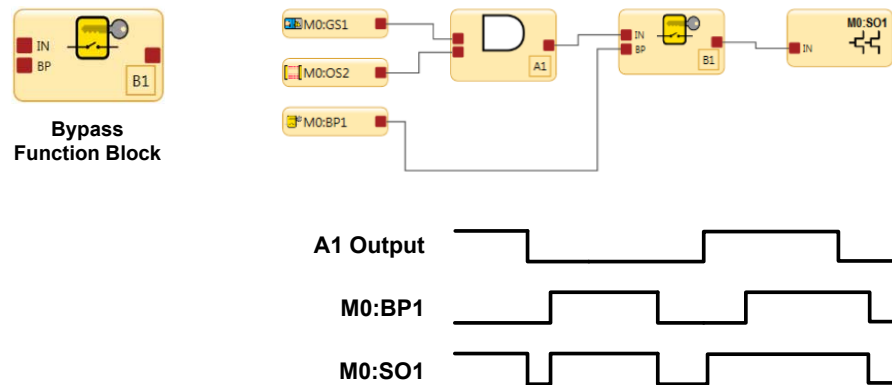 IN
BP
B1
Bypass
Function Block
M0:GS1
M0:OS2
M0:BP1
A1
IN
BP
B1
M0:SO1
IN
A1 Output
M0:BP1
M0:SO1